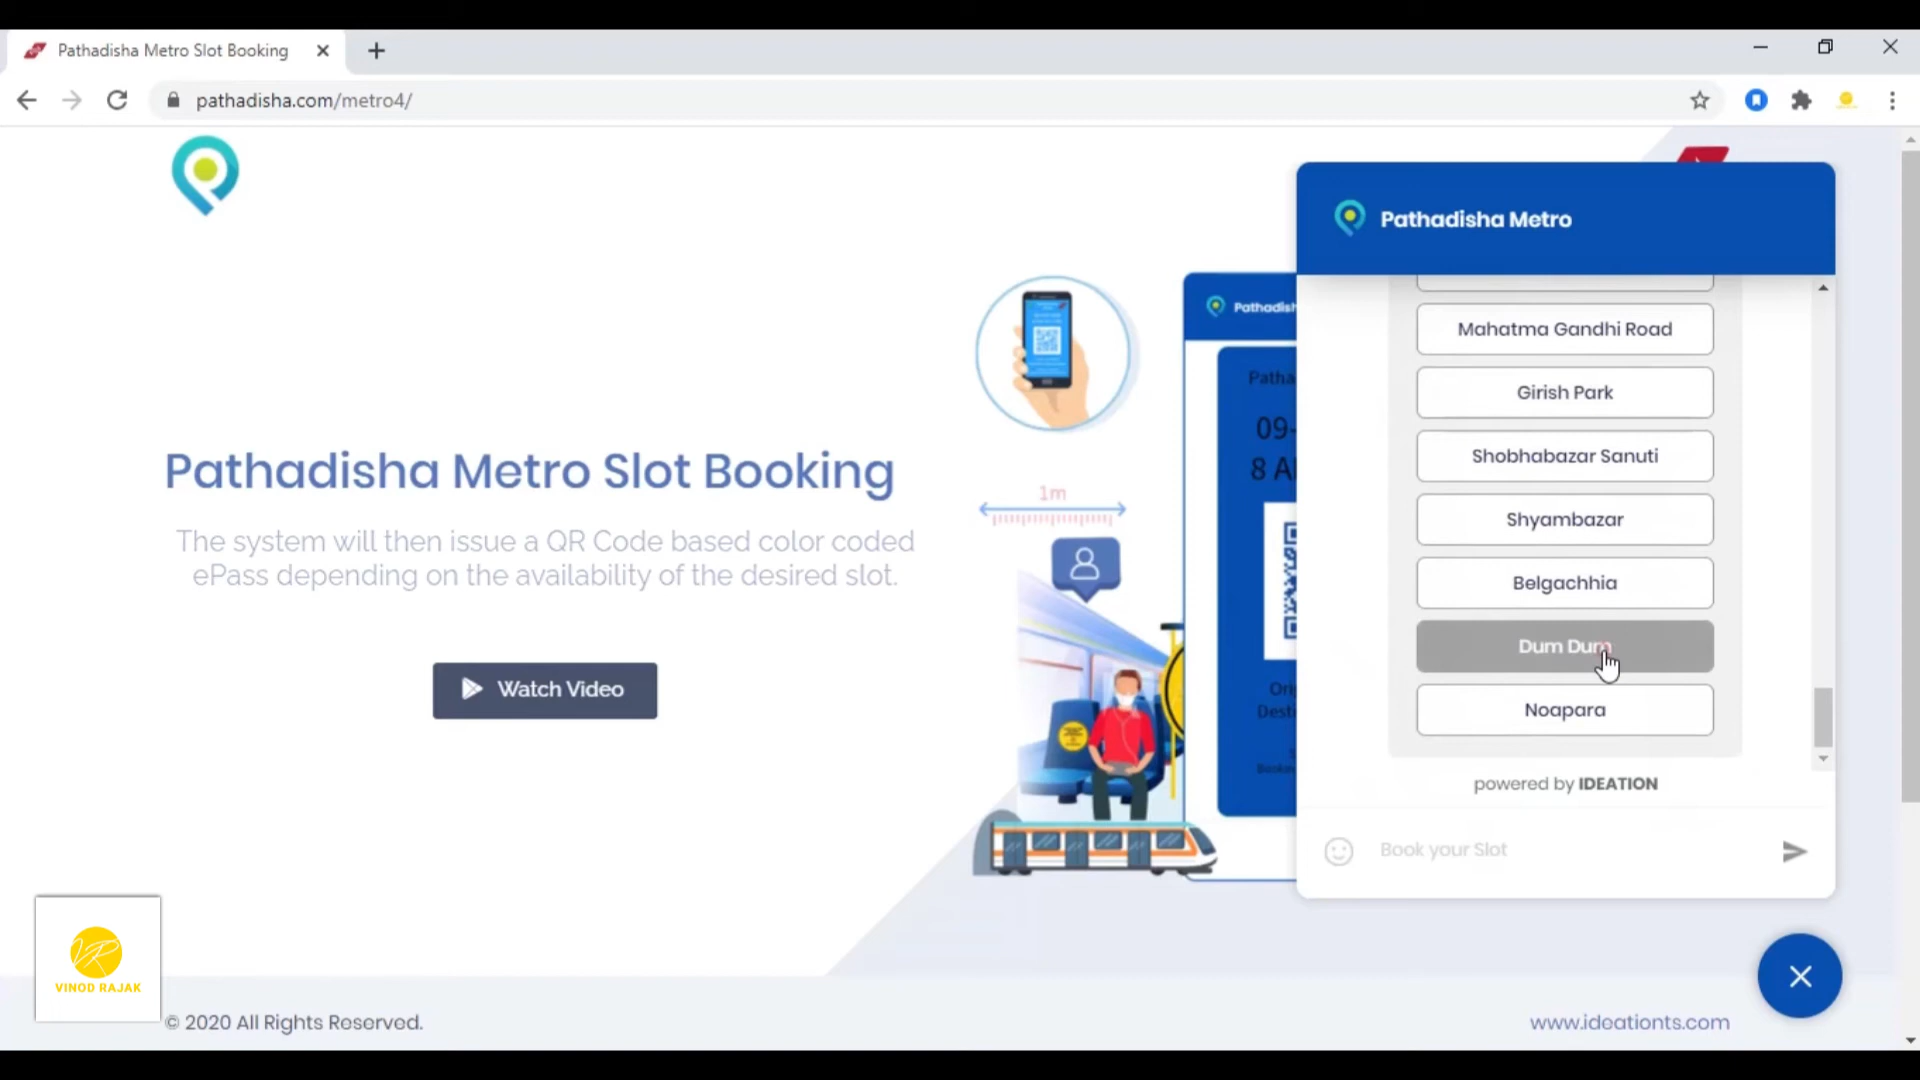 Pathadisha Metro Slot Booking
pathadisha.com/metro4/
Pathadisha Metro
Mahatma Gandhi Road
Girish Park
Shobhabazar Sanuti
Shyambazar
Belgachhia
Dum Dum
Noapara
powered by IDEATION
Book your Slot
Pathadisha Metro Slot Booking
The system will then issue a QR Code based color coded
ePass depending on the availability of the desired slot.
Watch Video
1m
09-
8 A
VR
VINOD RAJAK
© 2020 All Rights Reserved.
www.ideationts.com